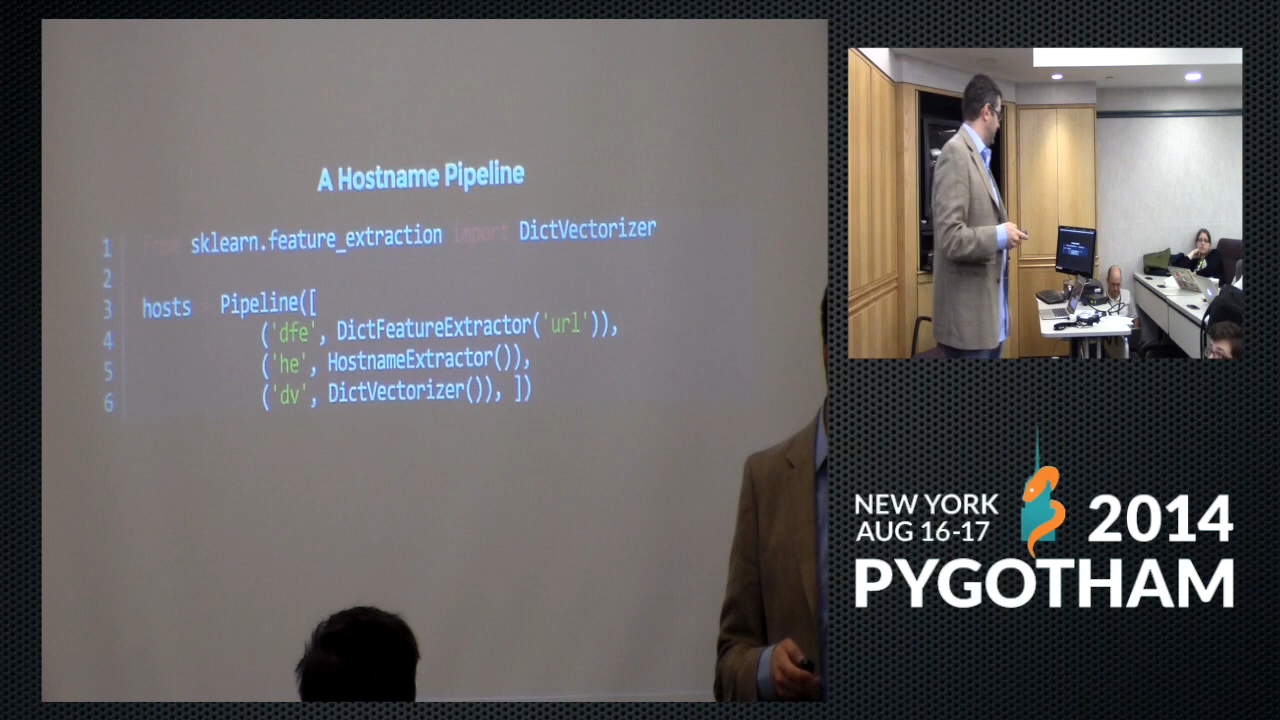 A Hostname Pipeline
1 from sklearn.feature_extraction import DictVectorizer
2
3 hosts Pipeline([
4 ('dfe', DictFeatureExtractor('url')),
5 ('he', HostnameExtractor()),
6 ('dv', DictVectorizer()), ])
NEW YORK
AUG 16-17
2014
PYGOTHAM